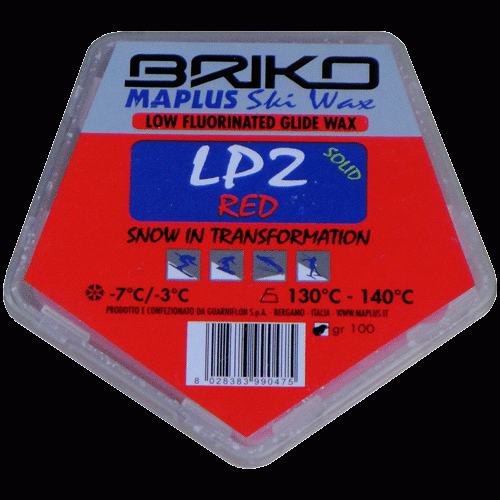 BRIKO
MAPLUS Ski Wax
LOW FLUORINATED GLIDE WAX
LP2
SOLID
RED
SNOW IN TRANSFORMATION
-7°C/-3°C 130°C - 140°C
PRODOTTO E CONFEZIONATO DA GUARNIFLON S.p.A. - BERGAMO - ITALIA - WWW.MAPLUS.IT
gr 100
8 028383 990475